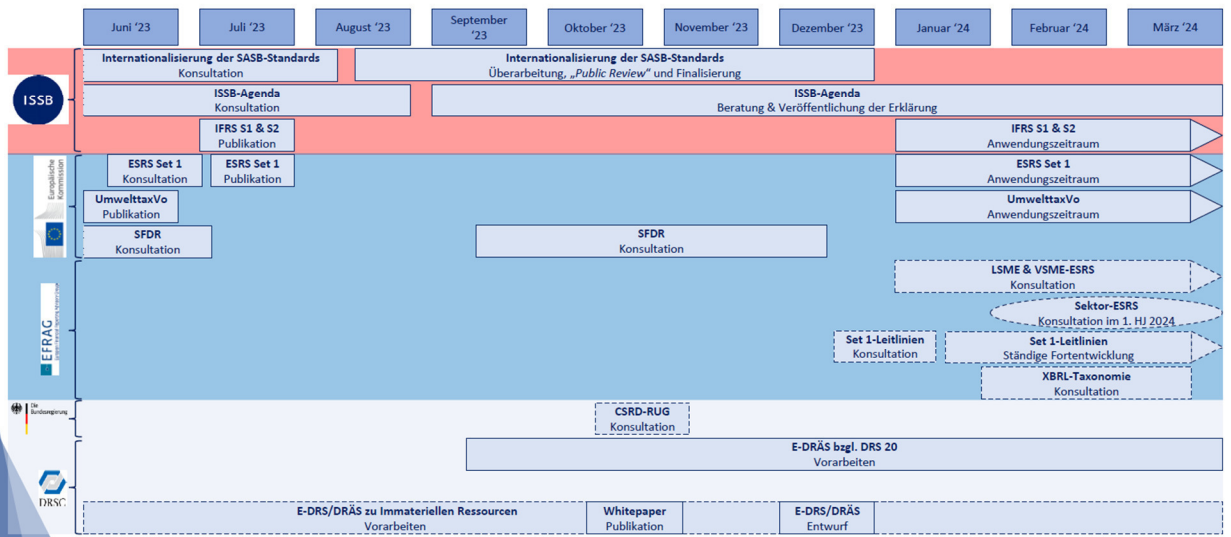 Juni ‘23
Juli ‘23
August ‘23
September
‘23
Oktober ‘23
November ‘23
Dezember ‘23
Januar ‘24
Februar ‘24
März ‘24
ISSB
Internationalisierung der SASB-Standards
Konsultation
Internationalisierung der SASB-Standards
Überarbeitung, „Public Review“ und Finalisierung
ISSB-Agenda
Konsultation
ISSB-Agenda
Beratung & Veröffentlichung der Erklärung
IFRS S1 & S2
Publikation
IFRS S1 & S2
Anwendungszeitraum
Europäische
Kommission
ESRS Set 1
Konsultation
ESRS Set 1
Publikation
ESRS Set 1
Anwendungszeitraum
UmwelttaxVo
Publikation
UmwelttaxVo
Anwendungszeitraum
SFDR
Konsultation
SFDR
Konsultation
EFRAG
LSME & VSME-ESRS
Konsultation
Sektor-ESRS
Konsultation im 1. HJ 2024
Set 1-Leitlinien
Konsultation
Set 1-Leitlinien
Ständige Fortentwicklung
XBRL-Taxonomie
Konsultation
Die
Bundesregierung
CSRD-RUG
Konsultation
DRSC
E-DRÄS bzgl. DRS 20
Vorarbeiten
E-DRS/DRÄS zu Immateriellen Ressourcen
Vorarbeiten
Whitepaper
Publikation
E-DRS/DRÄS
Entwurf